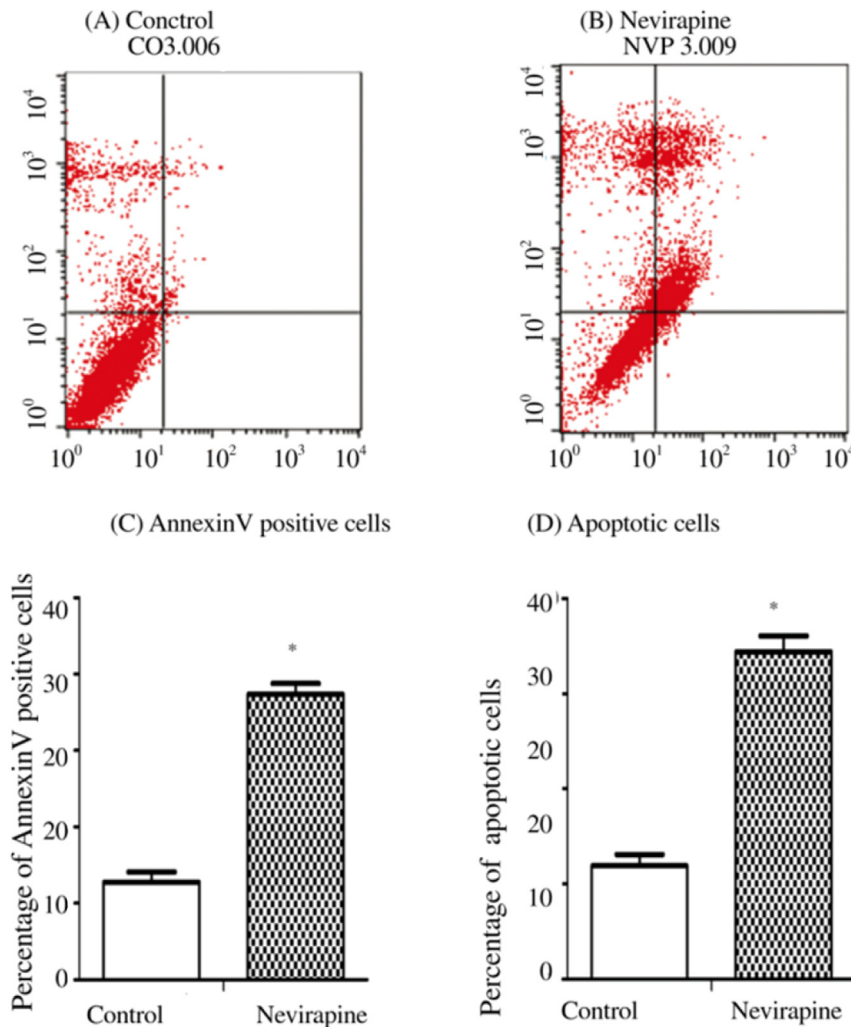 (A) Conctrol
CO3.006
(B) Nevirapine
NVP 3.009
10^4
10^3
10^2
10^1
10^0
10^0 10^1 10^2 10^3 10^4
10^4
10^3
10^2
10^1
10^0
10^0 10^1 10^2 10^3 10^4
(C) AnnexinV positive cells
Percentage of AnnexinV positive cells
40
30
20
20
10
0
Control Nevirapine
(D) Apoptotic cells
Percentage of apoptotic cells
40)
30
20
20
10
0
Control Nevirapine
*
*